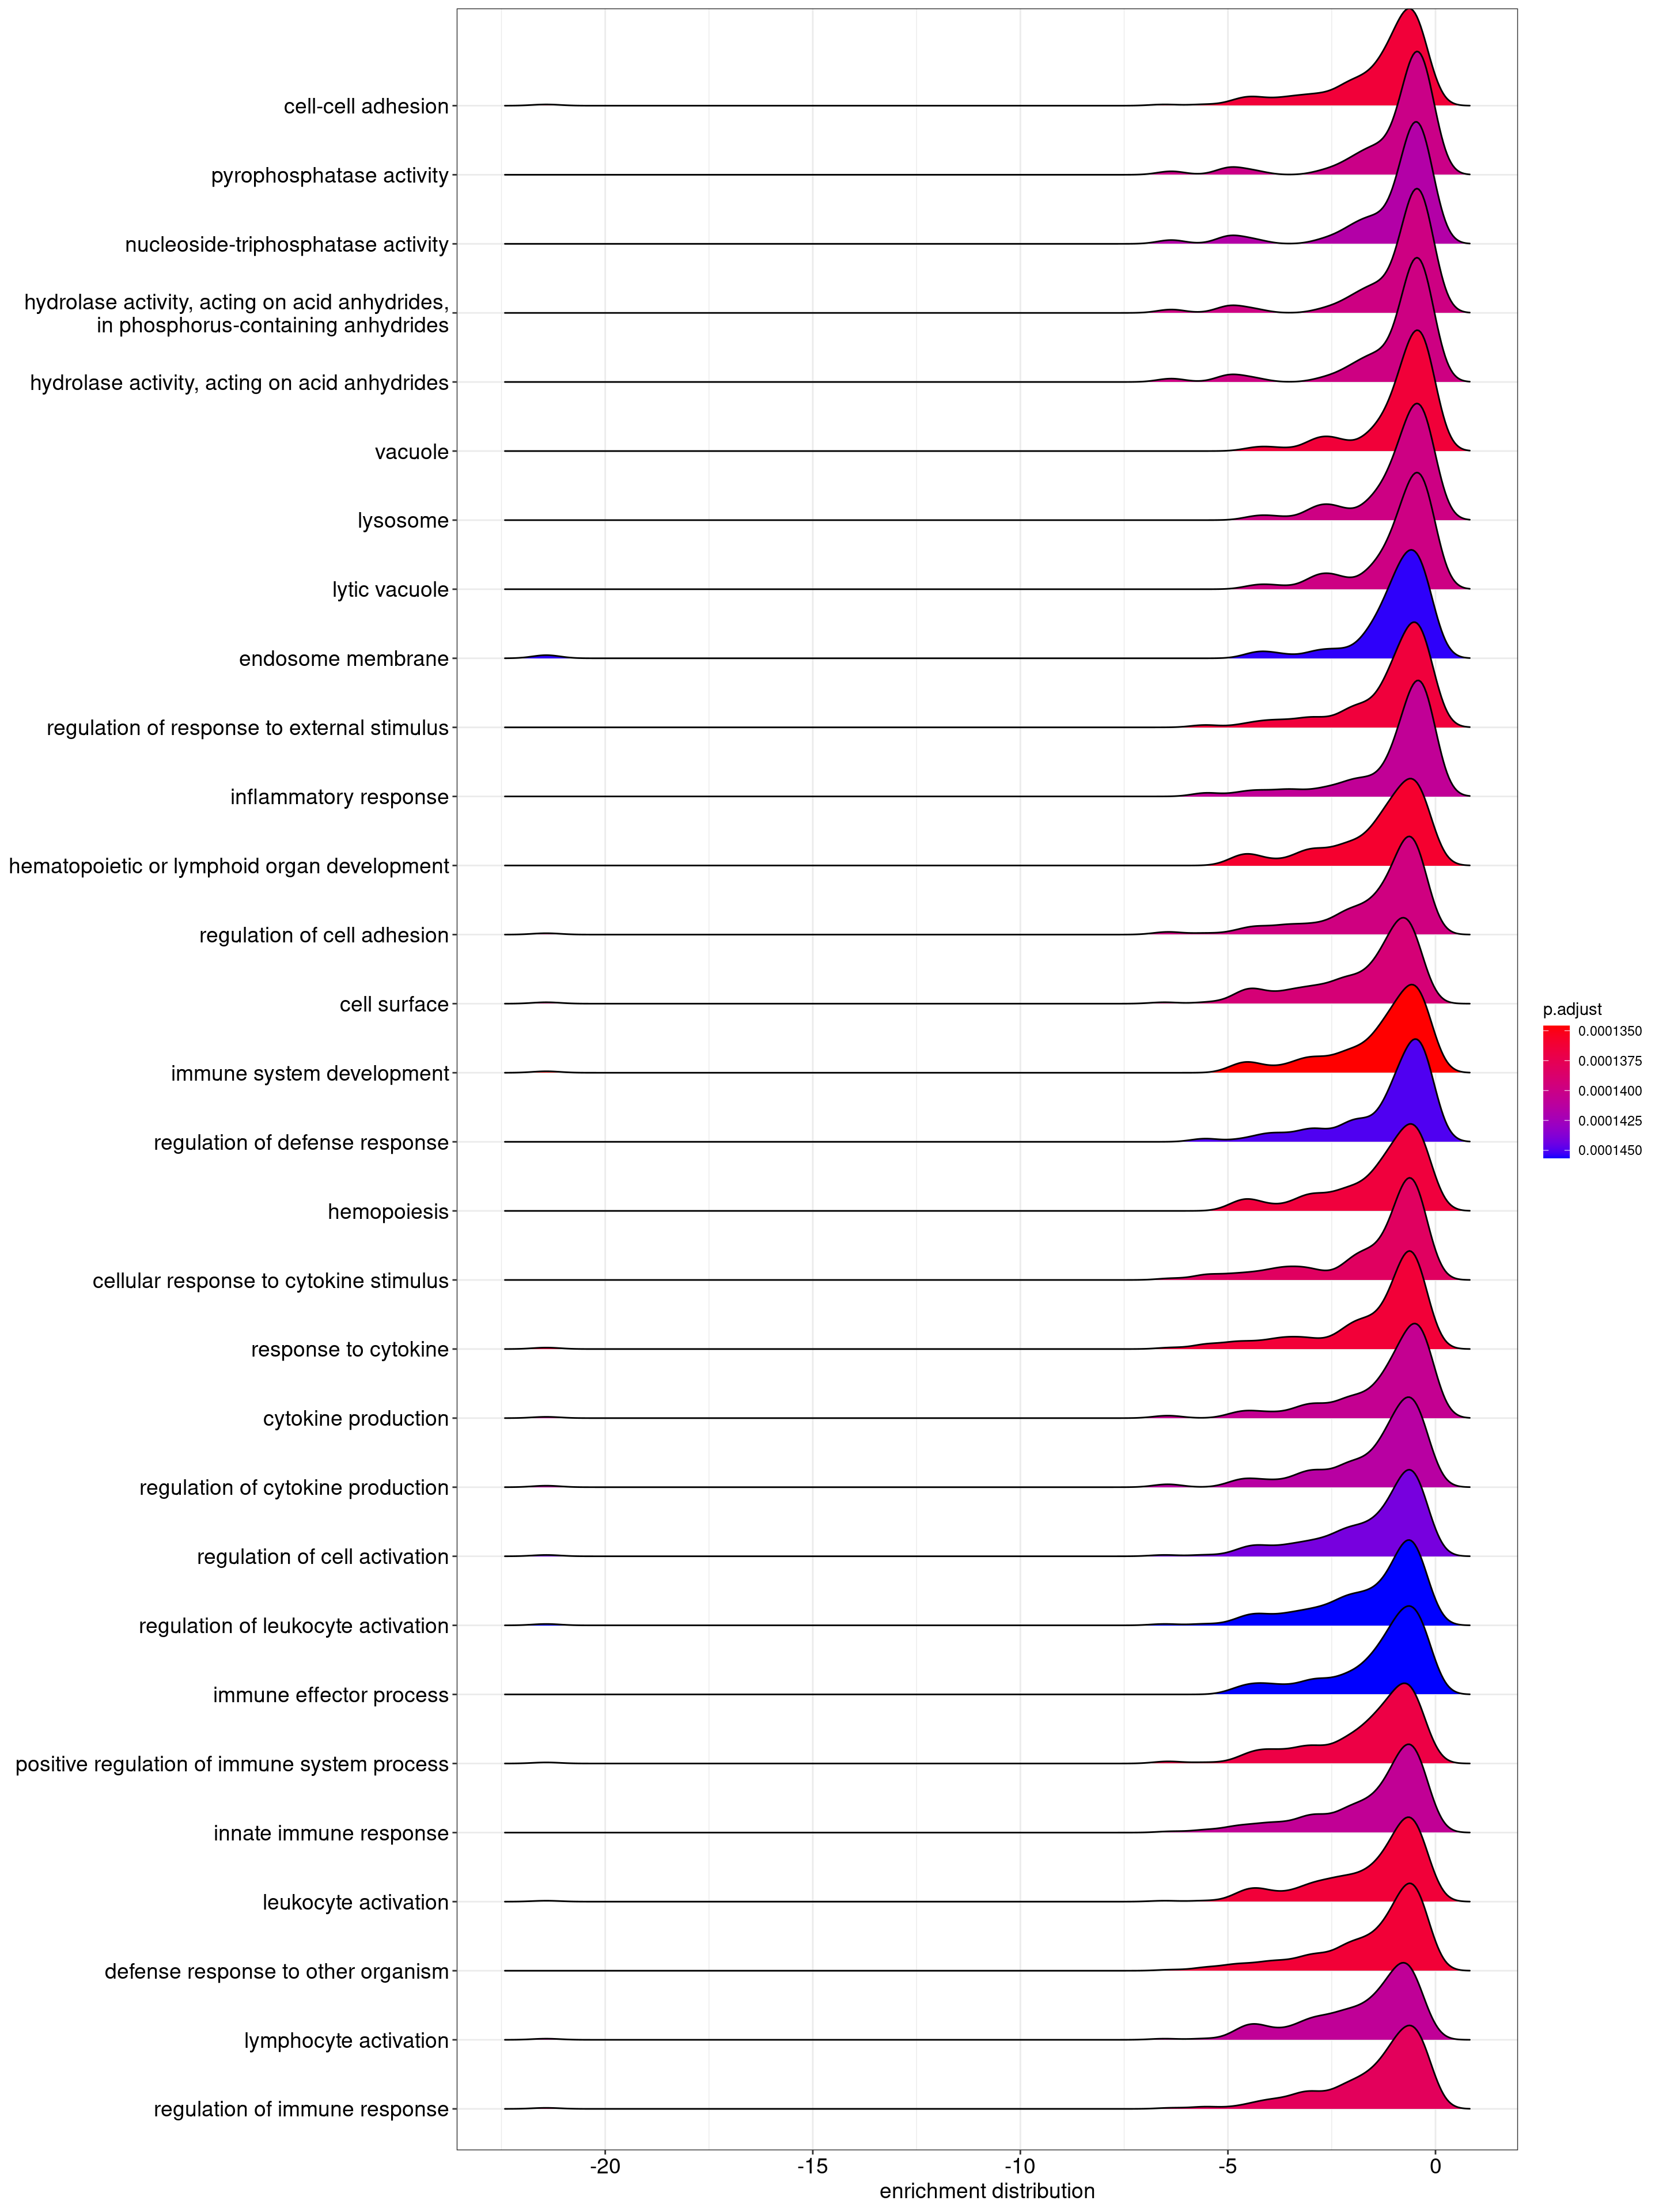 cell-cell adhesion
pyrophosphatase activity
nucleoside-triphosphatase activity
hydrolase activity, acting on acid anhydrides,
in phosphorus-containing anhydrides
hydrolase activity, acting on acid anhydrides
vacuole
lysosome
lytic vacuole
endosome membrane
regulation of response to external stimulus
inflammatory response
hematopoietic or lymphoid organ development
regulation of cell adhesion
cell surface
immune system development
regulation of defense response
hemopoiesis
cellular response to cytokine stimulus
response to cytokine
cytokine production
regulation of cytokine production
regulation of cell activation
regulation of leukocyte activation
immune effector process
positive regulation of immune system process
innate immune response
leukocyte activation
defense response to other organism
lymphocyte activation
regulation of immune response
-20 -15 -10 -5 0
enrichment distribution
p.adjust
0.0001350
0.0001375
0.0001400
0.0001425
0.0001450